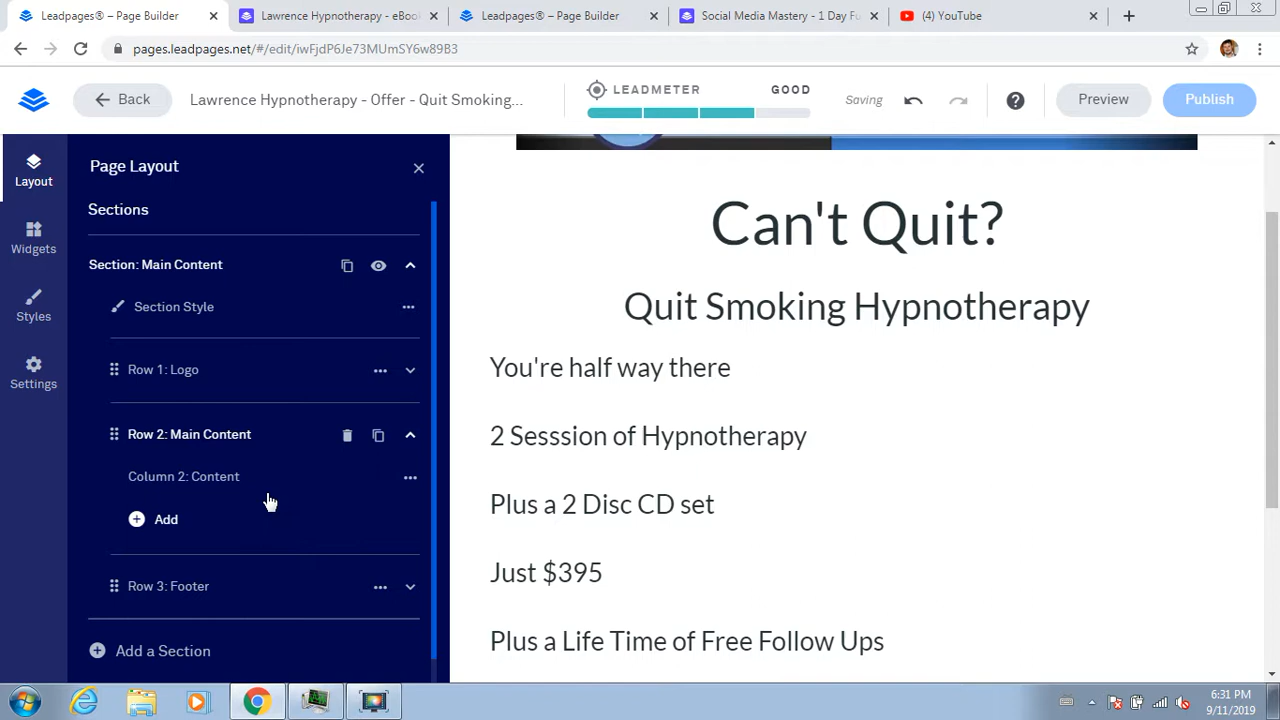 Leadpages® – Page Builder
Lawrence Hypnotherapy - eBoo
Leadpages® – Page Builder
Social Media Mastery - 1 Day Fu
(4) YouTube
pages.leadpages.net/#/edit/iwFjdP6Je73MUmSY6w89B3
Back
Lawrence Hypnotherapy - Offer - Quit Smoking...
LEADMETER
GOOD
Saving
Preview
Publish
Layout
Widgets
Styles
Settings
Page Layout
Sections
Section: Main Content
Section Style
Row 1: Logo
Row 2: Main Content
Column 2: Content
Add
Row 3: Footer
Add a Section
Can't Quit?
Quit Smoking Hypnotherapy
You're half way there
2 Sesssion of Hypnotherapy
Plus a 2 Disc CD set
Just $395
Plus a Life Time of Free Follow Ups
6:31 PM
9/11/2019